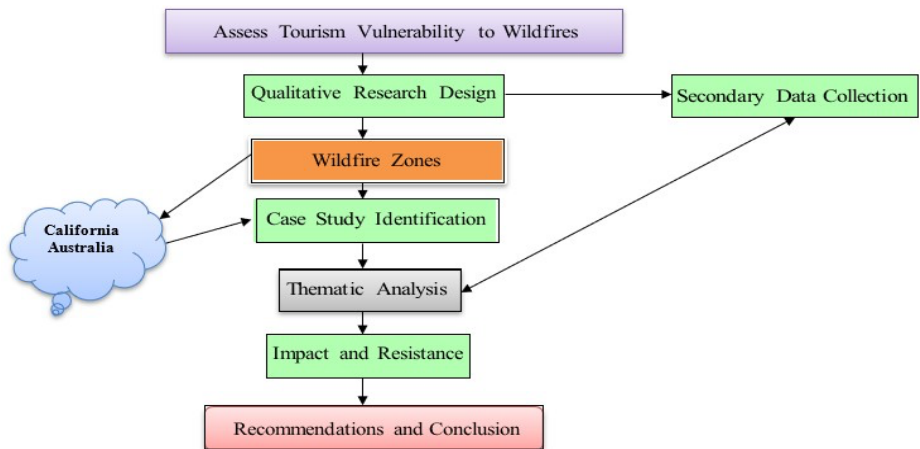 Assess Tourism Vulnerability to Wildfires
Qualitative Research Design
Secondary Data Collection
Wildfire Zones
California
Australia
Case Study Identification
Thematic Analysis
Impact and Resistance
Recommendations and Conclusion